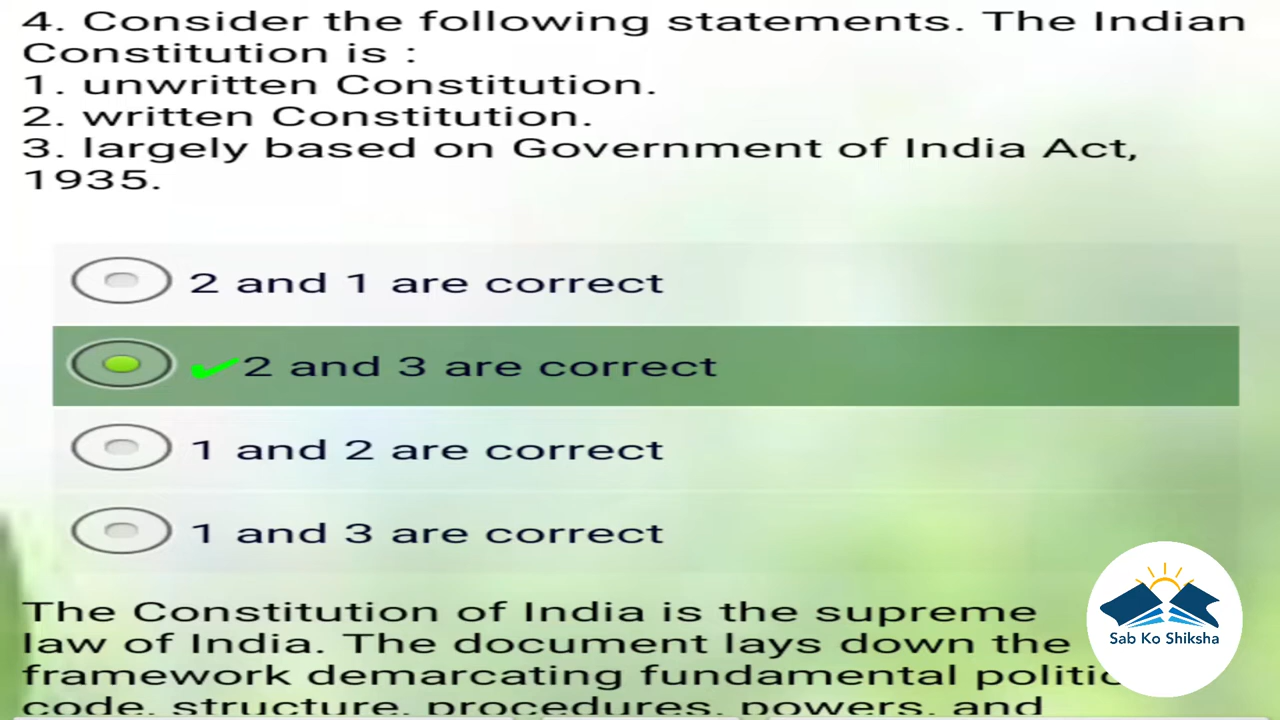 4. Consider the following statements. The Indian
Constitution is :
1. unwritten Constitution.
2. written Constitution.
3. largely based on Government of India Act,
1935.
2 and 1 are correct
2 and 3 are correct
1 and 2 are correct
1 and 3 are correct
The Constitution of India is the supreme
law of India. The document lays down the
framework demarcating fundamental
code, structure, procedures, powers, and
Sab Ko Shiksha